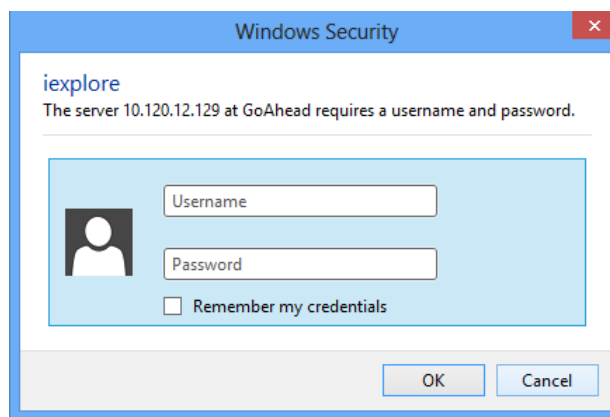 Windows Security
iexplore
The server 10.120.12.129 at GoAhead requires a username and password.
Username
Password
Remember my credentials
OK Cancel